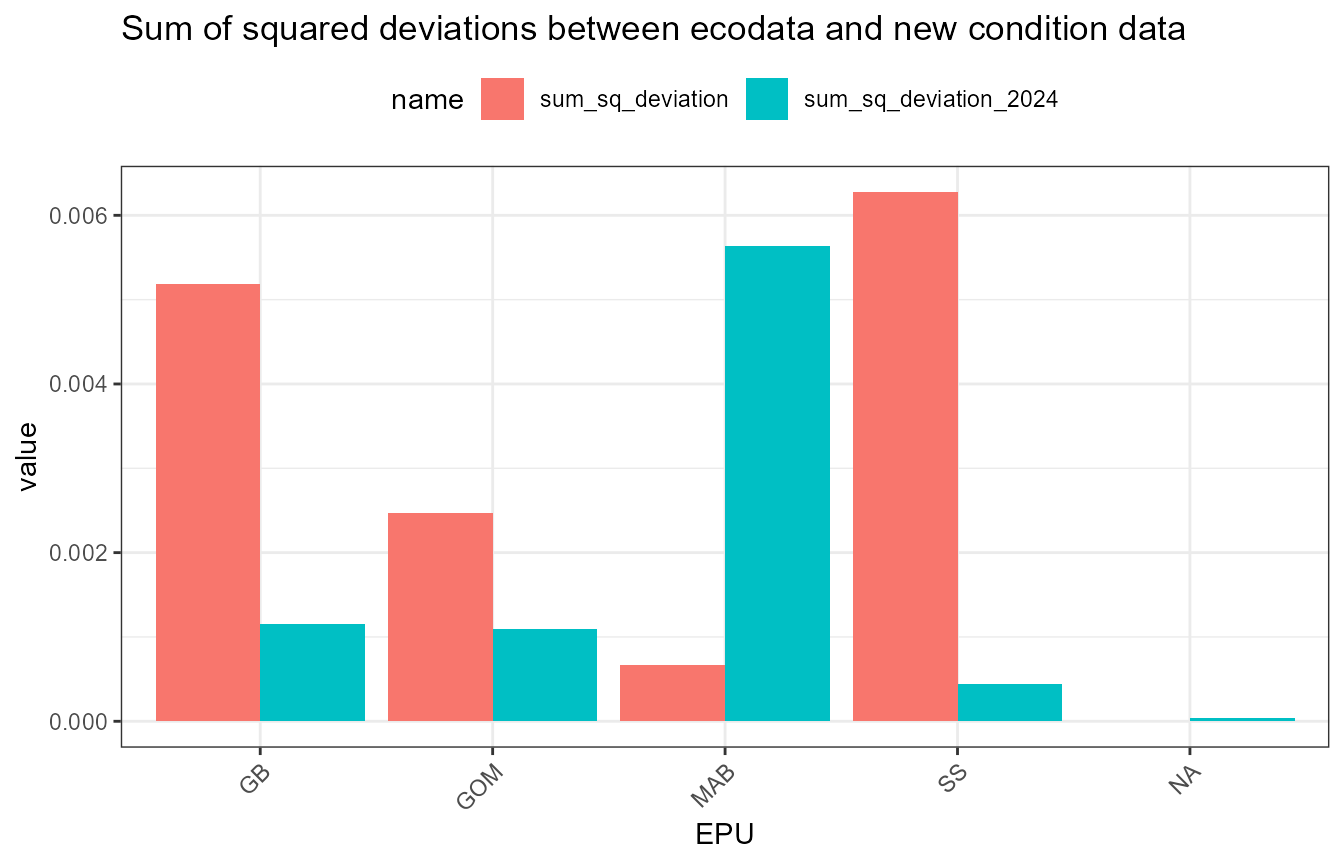 Sum of squared deviations between ecodata and new condition data
name sum_sq_deviation sum_sq_deviation_2024
0.006
0.004
0.002
0.000
value
GB GOM MAB SS NA
EPU